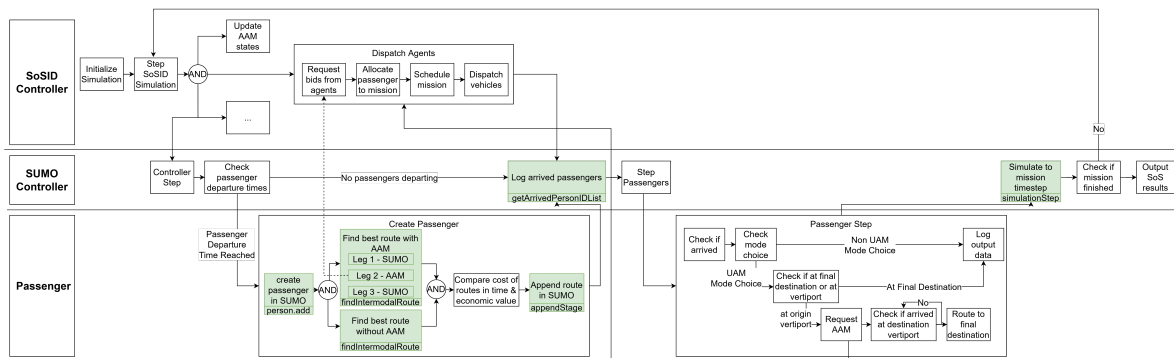 SoSID
Controller
Initialize
Simulation
Step
SoSID
Simulation
AND
Update
AAM
states
...
Dispatch Agents
Request
bids from
agents
Allocate
passenger
to mission
Schedule
mission
Dispatch
vehicles
No
SUMO
Controller
Controller
Step
Check
passenger
departure times
No passengers departing
Log arrived passengers
getArrivedPersonIDList
Step
Passengers
Simulate to
mission
timestep
simulationStep
Check if
mission
finished
Output
SoS
results
Passenger
Passenger
Departure
Time Reached
Create Passenger
create
passenger
in SUMO
person.add
AND
Find best route with
AAM
Leg 1 - SUMO
Leg 2 - AAM
Leg 3 - SUMO
findIntermodalRoute
Find best route
without AAM
findIntermodalRoute
AND
Compare cost of
routes in time &
economic value
Append route
in SUMO
appendStage
Passenger Step
Check if
arrived
Check
mode
choice
Non UAM
Mode Choice
Log
output
data
UAM
Mode Choice
Check if at final
destination or at
vertiport
At Final Destination
at origin
vertiport
Request
AAM
Check if arrived
at destination
vertiport
No
Route to
final
destination